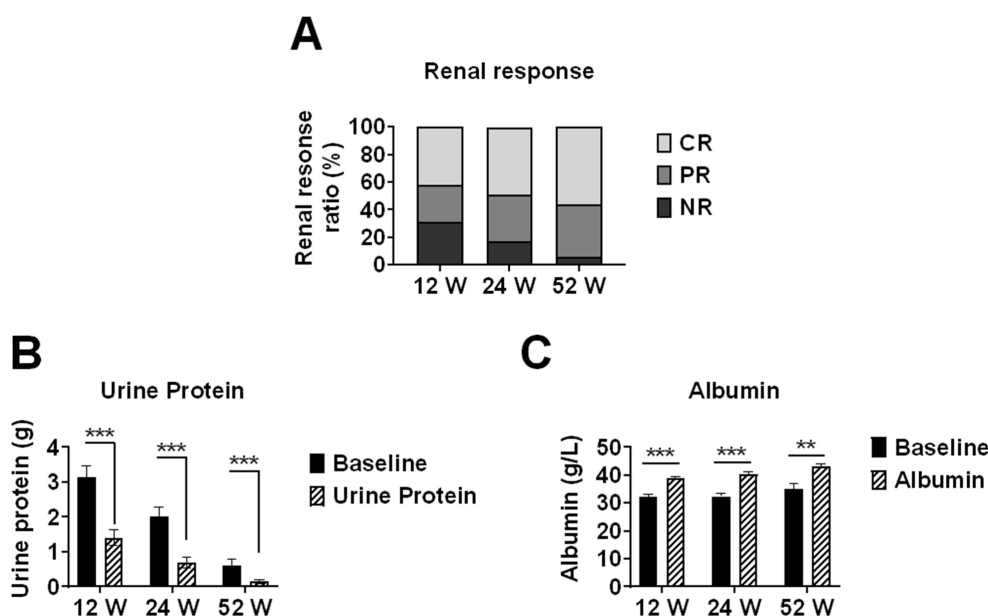 A
Renal response
Renal resonse
ratio (%)
100
80
60
40
20
0
12 W 24 W 52 W
CR
PR
NR
B
Urine Protein
Urine protein (g)
4
3
2
1
0
***
***
***
12 W 24 W 52 W
Baseline
Urine Protein
C
Albumin
Albumin (g/L)
50
40
30
20
10
0
***
***
**
12 W 24 W 52 W
Baseline
Albumin